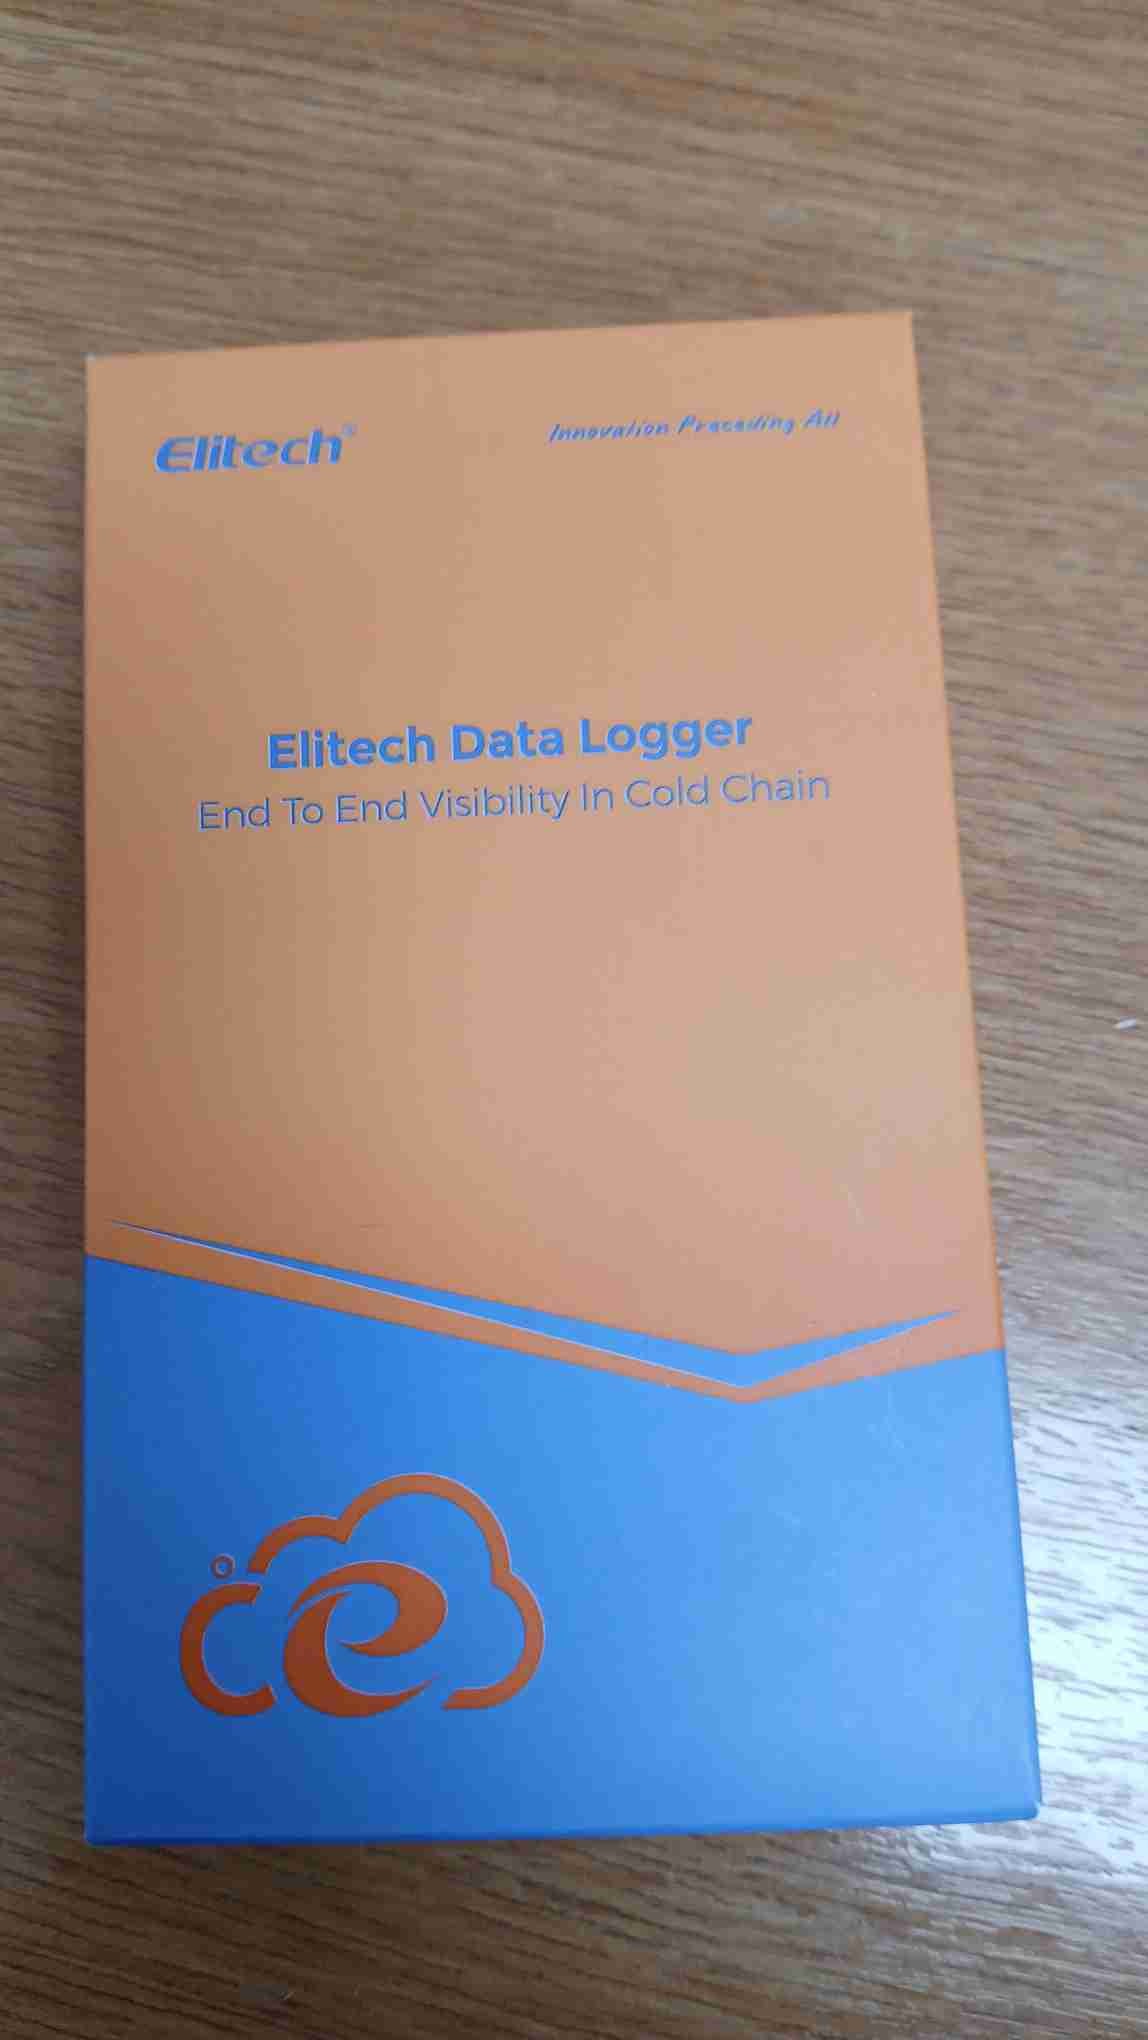 Elitech®
Innovation Preceding All
Elitech Data Logger
End To End Visibility In Cold Chain